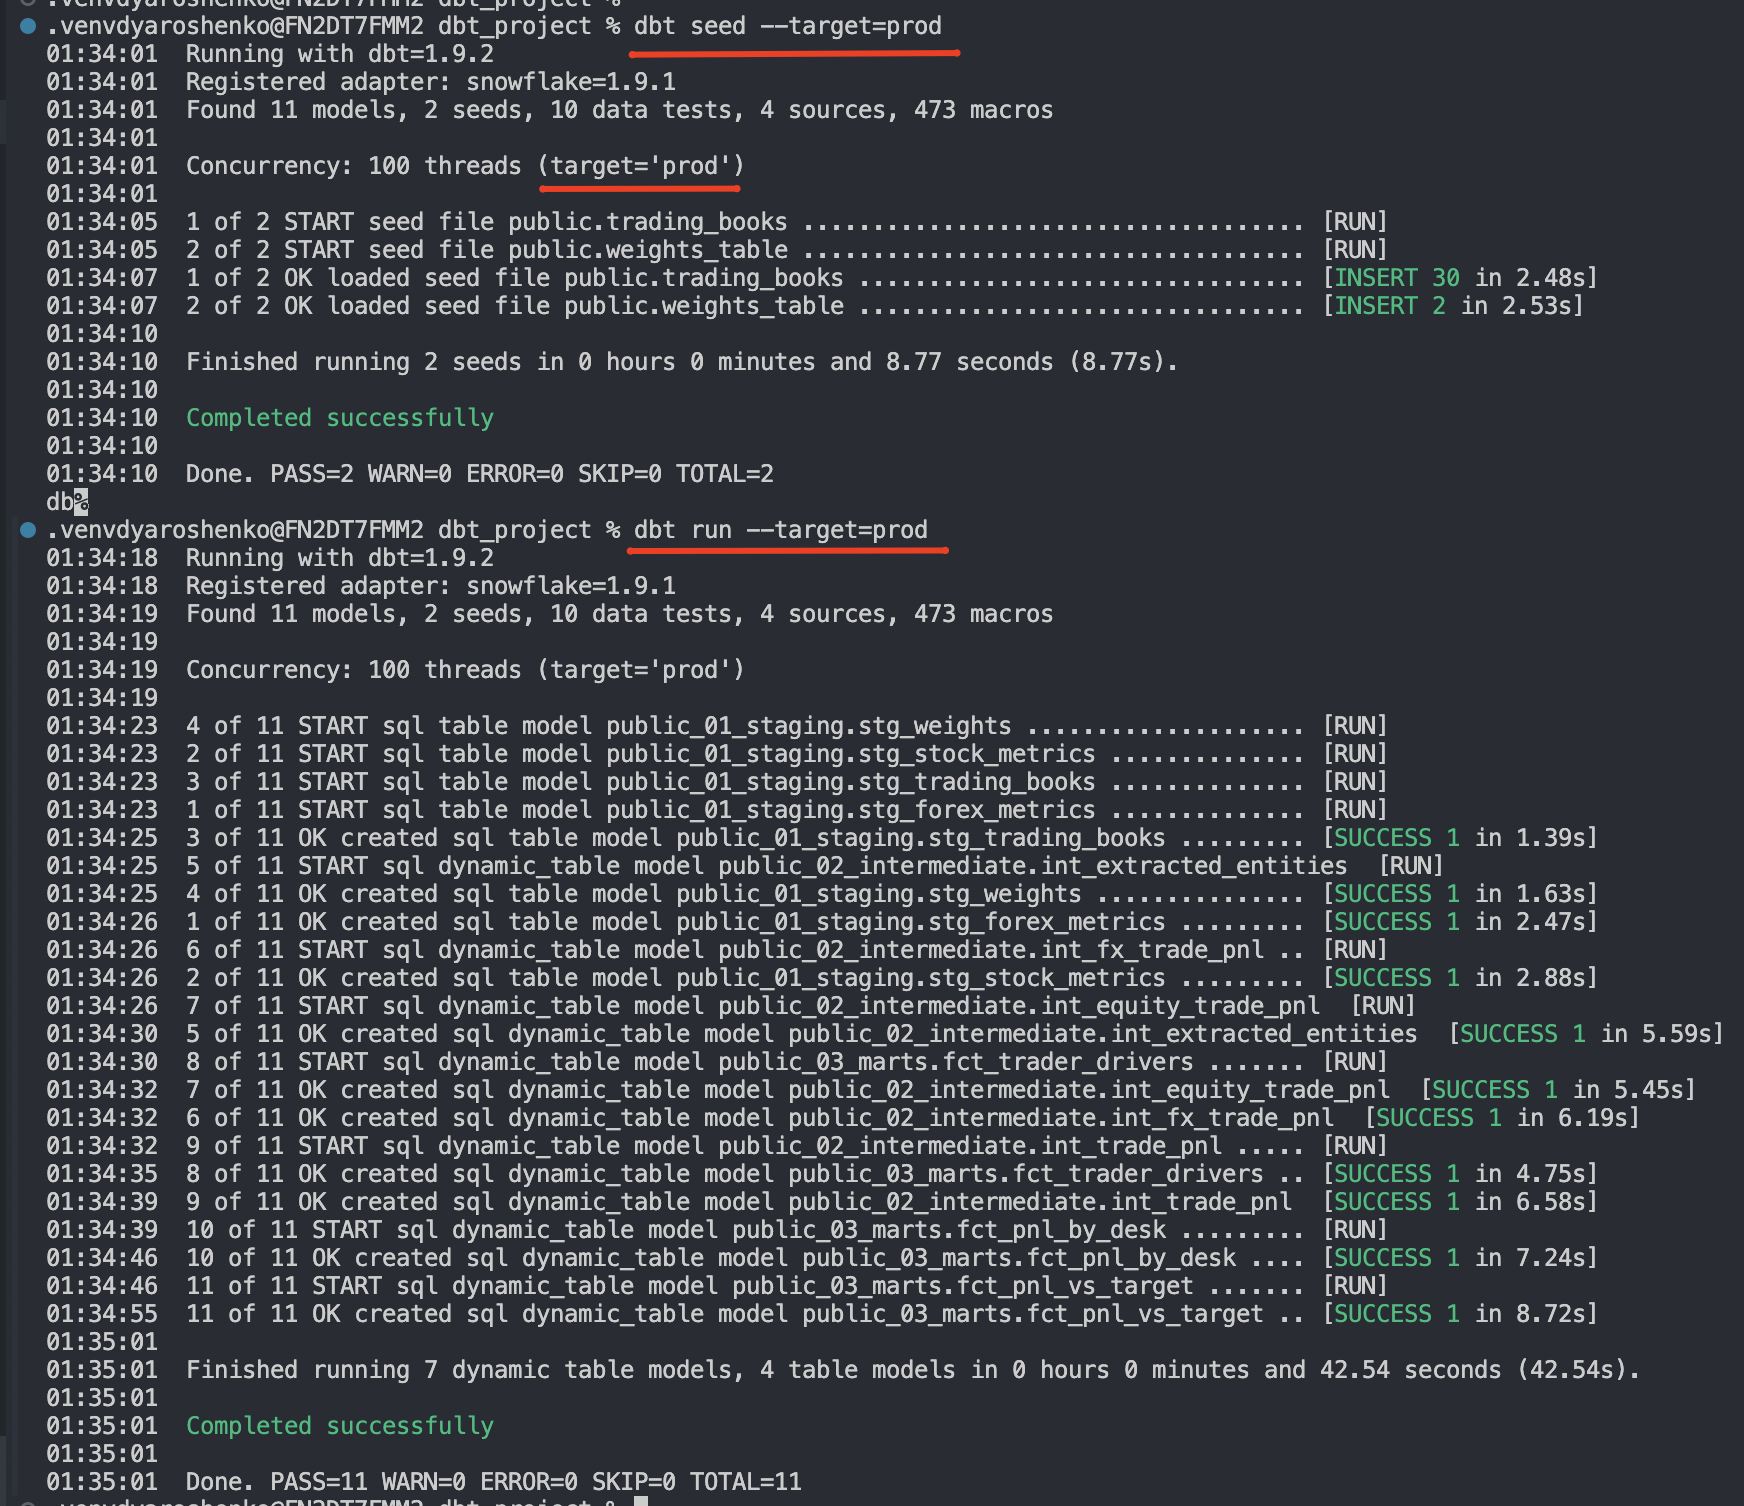 .venvdyaroshenko@FN2DT7FMM2 dbt_project %
.venvdyaroshenko@FN2DT7FMM2 dbt_project % dbt seed --target=prod
01:34:01  Running with dbt=1.9.2
01:34:01  Registered adapter: snowflake=1.9.1
01:34:01  Found 11 models, 2 seeds, 10 data tests, 4 sources, 473 macros
01:34:01
01:34:01  Concurrency: 100 threads (target='prod')
01:34:01
01:34:05  1 of 2 START seed file public.trading_books .................................... [RUN]
01:34:05  2 of 2 START seed file public.weights_table .................................... [RUN]
01:34:07  1 of 2 OK loaded seed file public.trading_books ................................ [INSERT 30 in 2.48s]
01:34:07  2 of 2 OK loaded seed file public.weights_table ................................ [INSERT 2 in 2.53s]
01:34:10
01:34:10  Finished running 2 seeds in 0 hours 0 minutes and 8.77 seconds (8.77s).
01:34:10
01:34:10  Completed successfully
01:34:10
01:34:10  Done. PASS=2 WARN=0 ERROR=0 SKIP=0 TOTAL=2
db%
.venvdyaroshenko@FN2DT7FMM2 dbt_project % dbt run --target=prod
01:34:18  Running with dbt=1.9.2
01:34:18  Registered adapter: snowflake=1.9.1
01:34:19  Found 11 models, 2 seeds, 10 data tests, 4 sources, 473 macros
01:34:19
01:34:19  Concurrency: 100 threads (target='prod')
01:34:19
01:34:23  4 of 11 START sql table model public_01_staging.stg_weights .................... [RUN]
01:34:23  2 of 11 START sql table model public_01_staging.stg_stock_metrics .............. [RUN]
01:34:23  3 of 11 START sql table model public_01_staging.stg_trading_books .............. [RUN]
01:34:23  1 of 11 START sql table model public_01_staging.stg_forex_metrics .............. [RUN]
01:34:25  3 of 11 OK created sql table model public_01_staging.stg_trading_books ......... [SUCCESS 1 in 1.39s]
01:34:25  5 of 11 START sql dynamic_table model public_02_intermediate.int_extracted_entities  [RUN]
01:34:25  4 of 11 OK created sql table model public_01_staging.stg_weights ............... [SUCCESS 1 in 1.63s]
01:34:26  1 of 11 OK created sql table model public_01_staging.stg_forex_metrics ......... [SUCCESS 1 in 2.47s]
01:34:26  6 of 11 START sql dynamic_table model public_02_intermediate.int_fx_trade_pnl .. [RUN]
01:34:26  2 of 11 OK created sql table model public_01_staging.stg_stock_metrics ......... [SUCCESS 1 in 2.88s]
01:34:26  7 of 11 START sql dynamic_table model public_02_intermediate.int_equity_trade_pnl  [RUN]
01:34:30  5 of 11 OK created sql dynamic_table model public_02_intermediate.int_extracted_entities  [SUCCESS 1 in 5.59s]
01:34:30  8 of 11 START sql dynamic_table model public_03_marts.fct_trader_drivers ....... [RUN]
01:34:32  7 of 11 OK created sql dynamic_table model public_02_intermediate.int_equity_trade_pnl  [SUCCESS 1 in 5.45s]
01:34:32  6 of 11 OK created sql dynamic_table model public_02_intermediate.int_fx_trade_pnl  [SUCCESS 1 in 6.19s]
01:34:32  9 of 11 START sql dynamic_table model public_02_intermediate.int_trade_pnl ..... [RUN]
01:34:35  8 of 11 OK created sql dynamic_table model public_03_marts.fct_trader_drivers .. [SUCCESS 1 in 4.75s]
01:34:39  9 of 11 OK created sql dynamic_table model public_02_intermediate.int_trade_pnl  [SUCCESS 1 in 6.58s]
01:34:39  10 of 11 START sql dynamic_table model public_03_marts.fct_pnl_by_desk ......... [RUN]
01:34:46  10 of 11 OK created sql dynamic_table model public_03_marts.fct_pnl_by_desk .... [SUCCESS 1 in 7.24s]
01:34:46  11 of 11 START sql dynamic_table model public_03_marts.fct_pnl_vs_target ....... [RUN]
01:34:55  11 of 11 OK created sql dynamic_table model public_03_marts.fct_pnl_vs_target .. [SUCCESS 1 in 8.72s]
01:35:01
01:35:01  Finished running 7 dynamic table models, 4 table models in 0 hours 0 minutes and 42.54 seconds (42.54s).
01:35:01
01:35:01  Completed successfully
01:35:01
01:35:01  Done. PASS=11 WARN=0 ERROR=0 SKIP=0 TOTAL=11
.venvdyaroshenko@FN2DT7FMM2 dbt_project %